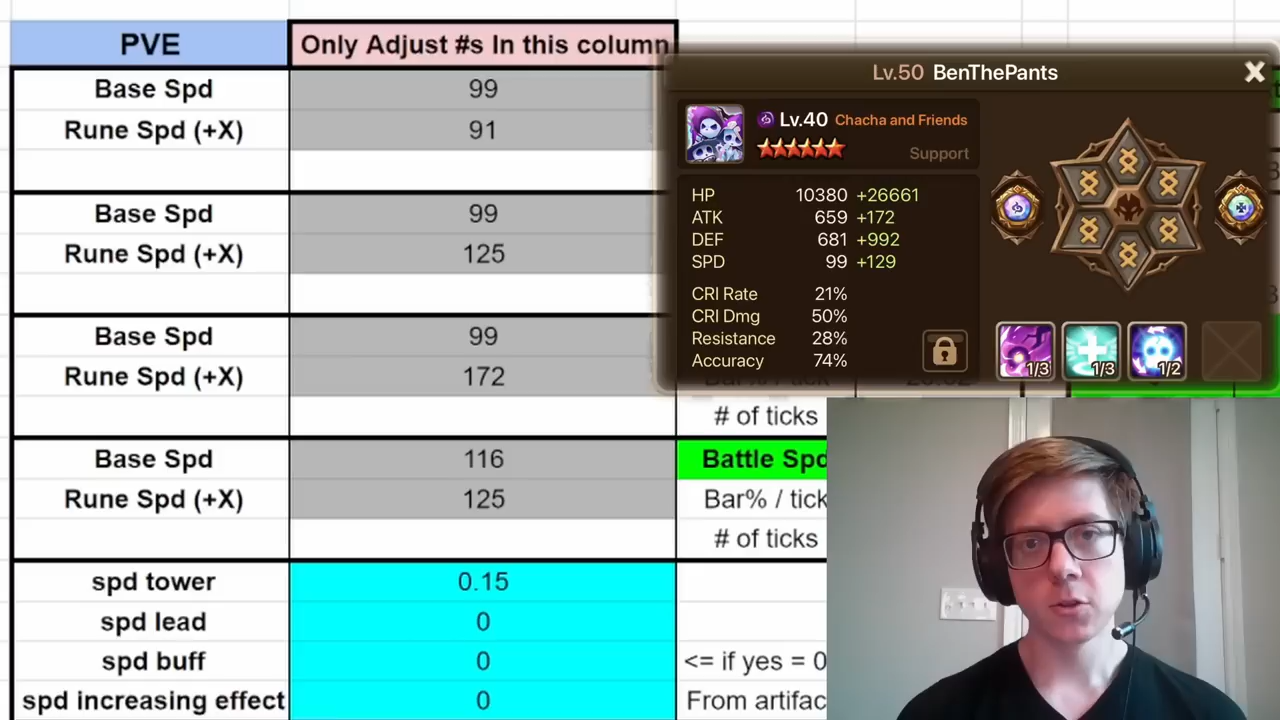 PVE Only Adjust #s In this column
Base Spd 99
Rune Spd (+X) 91
Base Spd 99
Rune Spd (+X) 125
Base Spd 99
Rune Spd (+X) 172
# of ticks
Base Spd 116 Battle Spd
Rune Spd (+X) 125 Bar% / tick
# of ticks
spd tower 0.15
spd lead 0
spd buff 0 <= if yes = 0
spd increasing effect 0 From artifac
Lv.50 BenThePants
Lv.40 Chacha and Friends
Support
HP 10380 +26661
ATK 659 +172
DEF 681 +992
SPD 99 +129
CRI Rate 21%
CRI Dmg 50%
Resistance 28%
Accuracy 74%
1/3 1/3 1/2